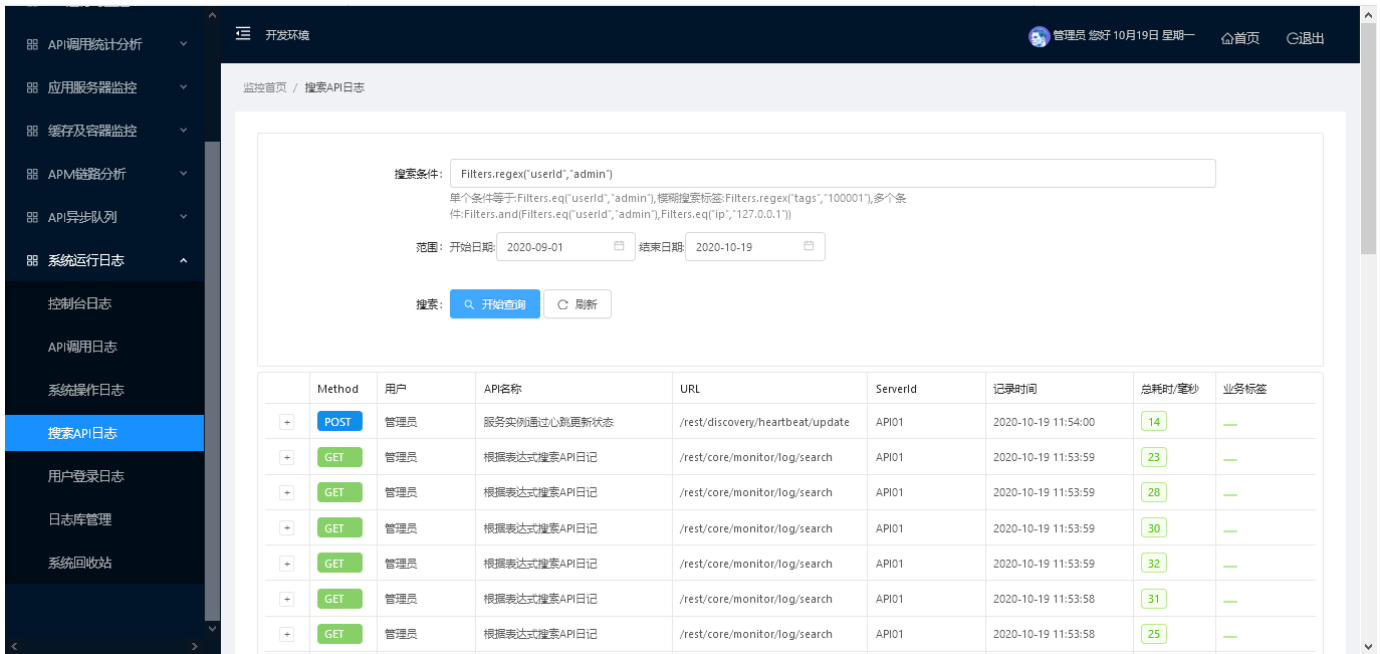 API调用统计分析
应用服务器监控
缓存及容器监控
APM链路分析
API异步队列
系统运行日志
控制台日志
API调用日志
系统操作日志
搜索API日志
用户登录日志
日志库管理
系统回收站
开发环境
管理员 您好 10月19日 星期一
首页
退出
监控首页 / 搜索API日志
搜索条件: Filters.regex("userId","admin")
单个条件等于:Filters.eq("userId","admin"),模糊搜索标签:Filters.regex("tags","100001"),多个条
件:Filters.and(Filters.eq("userId","admin"),Filters.eq("ip","127.0.0.1"))
范围: 开始日期: 2020-09-01 结束日期: 2020-10-19
搜索: 开始查询 刷新
Method 用户 API名称 URL ServerId 记录时间 总耗时/毫秒 业务标签
+ POST 管理员 服务实例通过心跳更新状态 /rest/discovery/heartbeat/update API01 2020-10-19 11:54:00 14
+ GET 管理员 根据表达式搜索API日记 /rest/core/monitor/log/search API01 2020-10-19 11:53:59 23
+ GET 管理员 根据表达式搜索API日记 /rest/core/monitor/log/search API01 2020-10-19 11:53:59 28
+ GET 管理员 根据表达式搜索API日记 /rest/core/monitor/log/search API01 2020-10-19 11:53:59 30
+ GET 管理员 根据表达式搜索API日记 /rest/core/monitor/log/search API01 2020-10-19 11:53:59 32
+ GET 管理员 根据表达式搜索API日记 /rest/core/monitor/log/search API01 2020-10-19 11:53:58 31
+ GET 管理员 根据表达式搜索API日记 /rest/core/monitor/log/search API01 2020-10-19 11:53:58 25